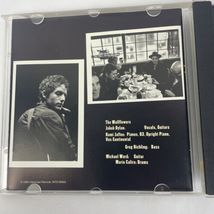 The Wallflowers
Jakob Dylan: Vocals, Guitars
Rami Jaffee: Pianos, B3, Upright Piano,
Vox Continental
Greg Richling: Bass
Michael Ward: Guitar
Mario Calire: Drums